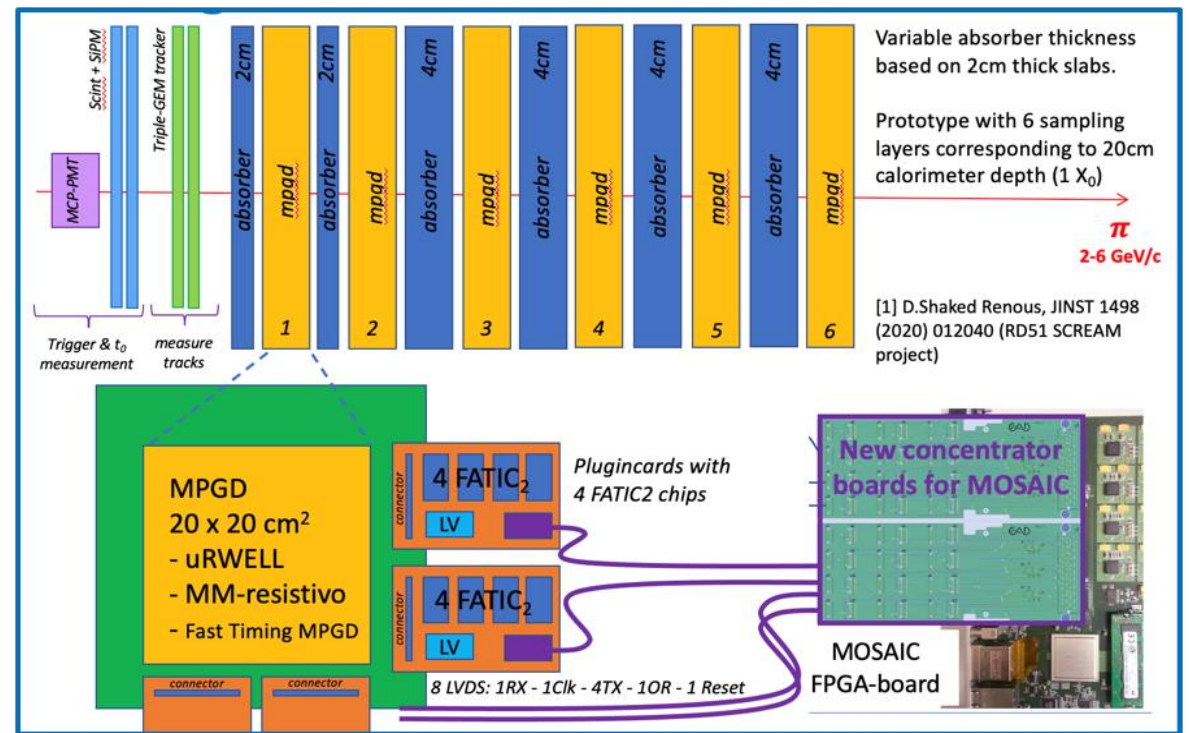 Scint + SiPM
Triple-GEM tracker
MCP-PMT
2cm
absorber
mpgd
1
2cm
absorber
mpgd
2
4cm
absorber
mpgd
3
4cm
absorber
mpgd
4
4cm
absorber
mpgd
5
4cm
absorber
mpgd
6
Variable absorber thickness
based on 2cm thick slabs.
Prototype with 6 sampling
layers corresponding to 20cm
calorimeter depth (1 X₀)
π
2-6 GeV/c
[1] D.Shaked Renous, JINST 1498
(2020) 012040 (RD51 SCREAM
project)
Trigger & t₀
measurement
measure
tracks
MPGD
20 x 20 cm²
- uRWELL
- MM-resistivo
- Fast Timing MPGD
connector
4 FATIC₂
LV
connector
4 FATIC₂
LV
Plugincards with
4 FATIC2 chips
New concentrator
boards for MOSAIC
MOSAIC
FPGA-board
8 LVDS: 1RX - 1Clk - 4TX - 1OR - 1 Reset
connector
connector